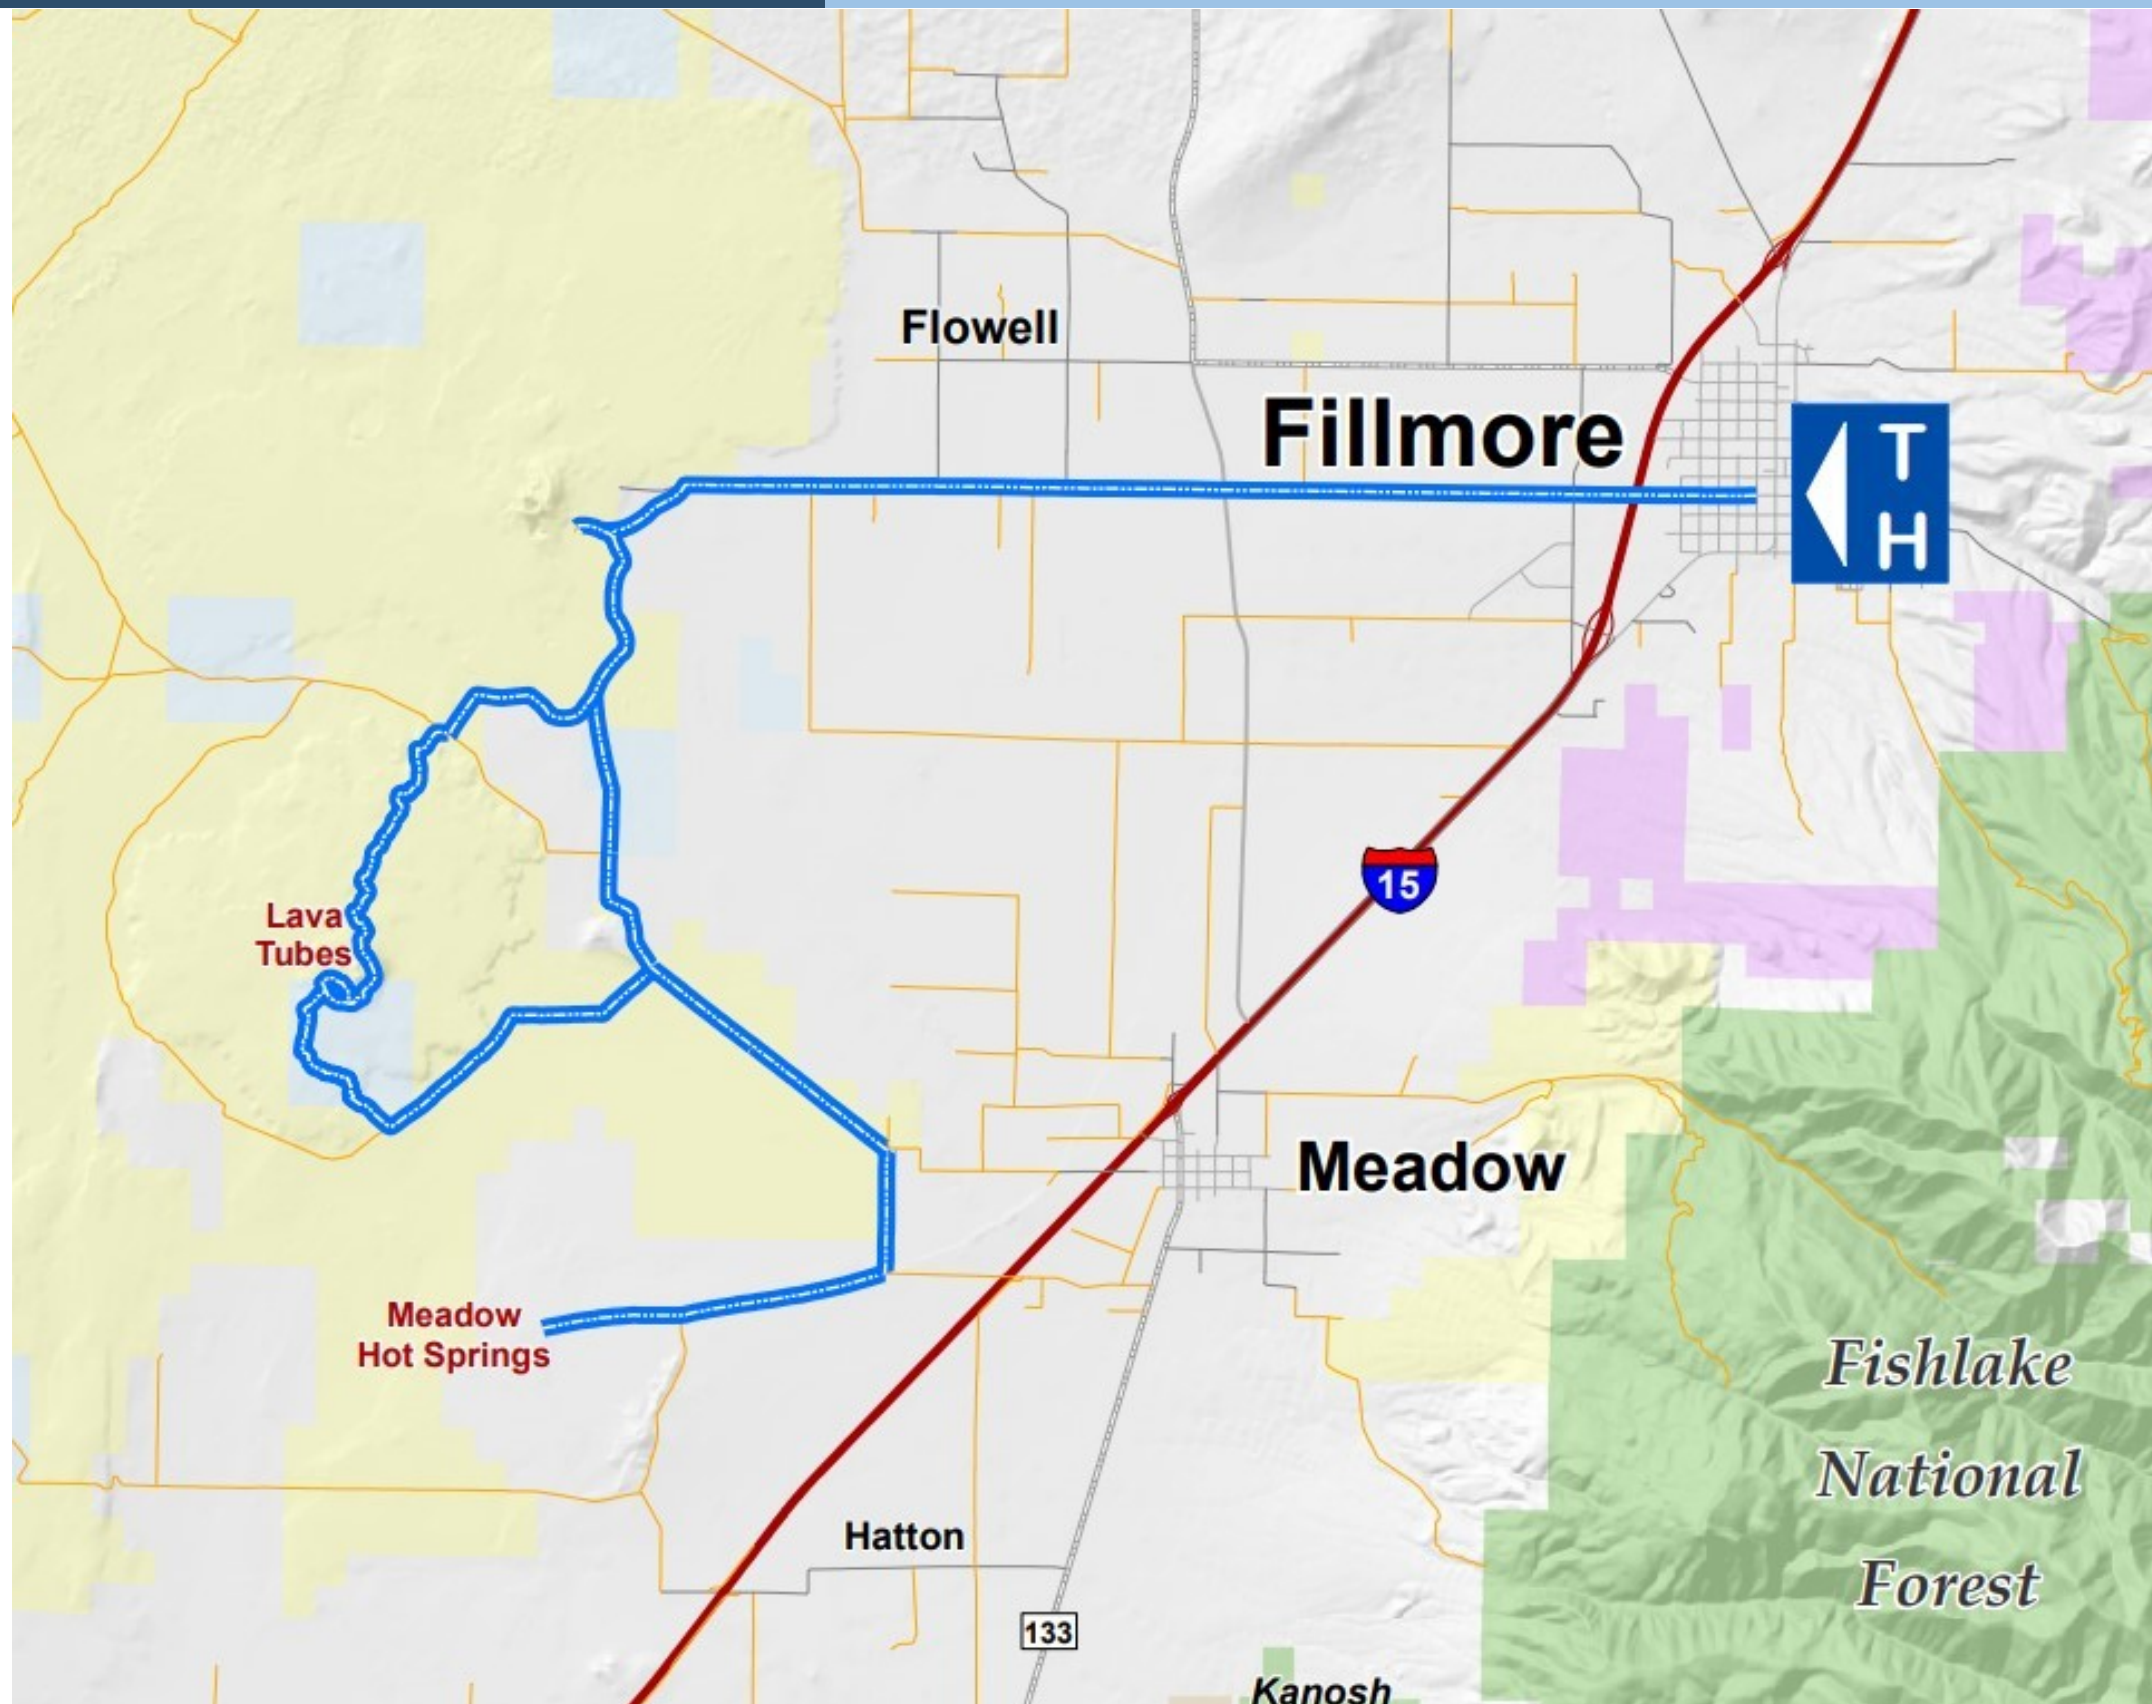 Flowell
Fillmore
T
H
15
Lava
Tubes
Meadow
Meadow
Hot Springs
Fishlake
National
Forest
Hatton
133
Kanosh